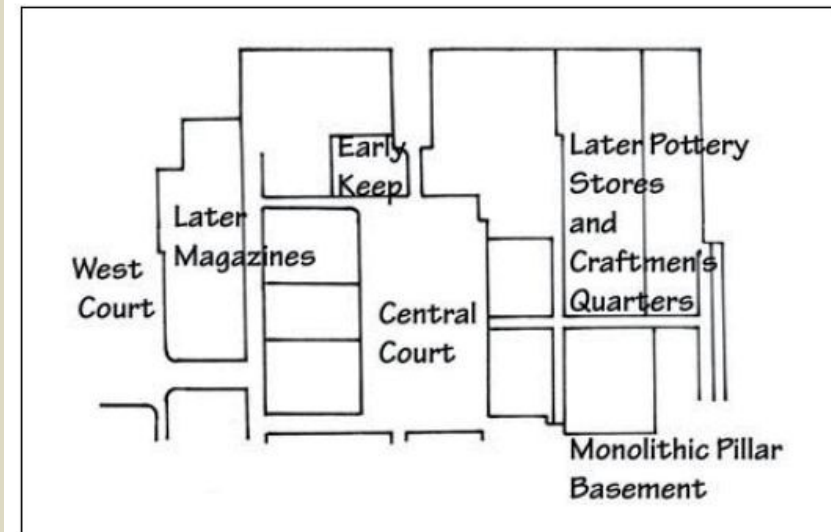 Early
Keep
Later Pottery
Stores
and
Craftmen's
Quarters
Later
Magazines
West
Court
Central
Court
Monolithic Pillar
Basement